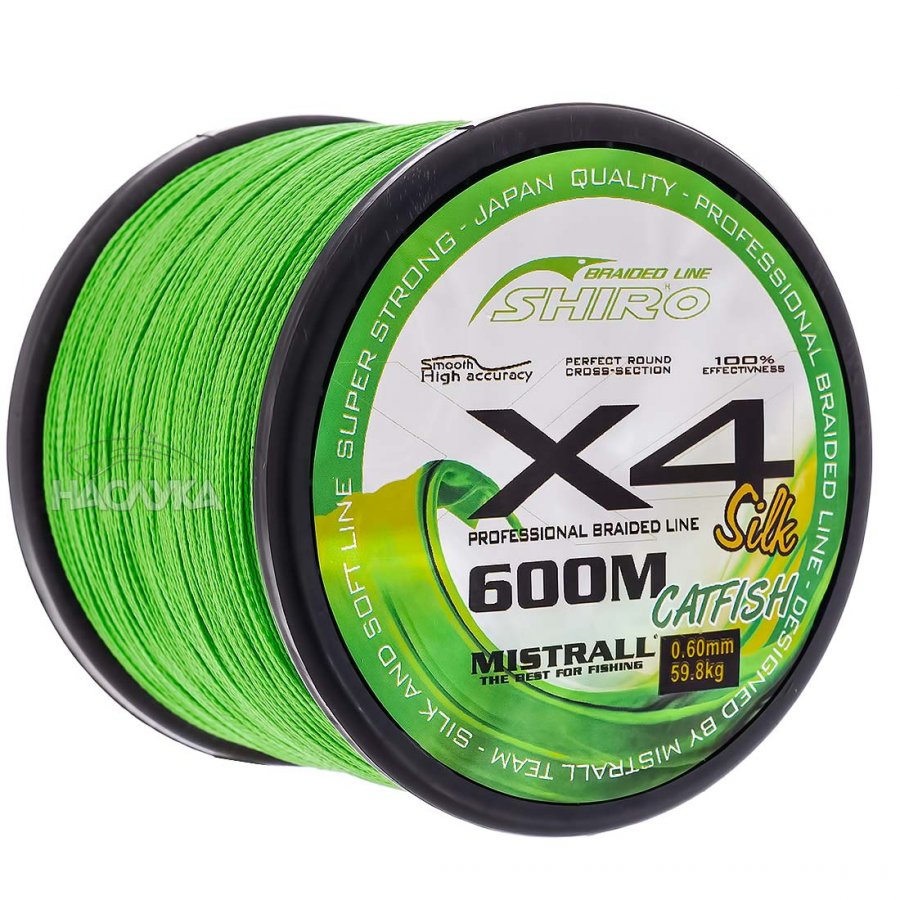 SILK AND SOFT LINE SUPER STRONG - JAPAN QUALITY - PROFESSIONAL BRAIDED LINE - DESIGNED BY MISTRALL TEAM -
BRAIDED LINE
SHIRO
Smooth
High accuracy
PERFECT ROUND
CROSS-SECTION
100%
EFFECTIVNESS
X4
Silk
PROFESSIONAL BRAIDED LINE
600M
CATFISH
MISTRALL®
THE BEST FOR FISHING
0.60mm
59.8kg
НАСЛУКА